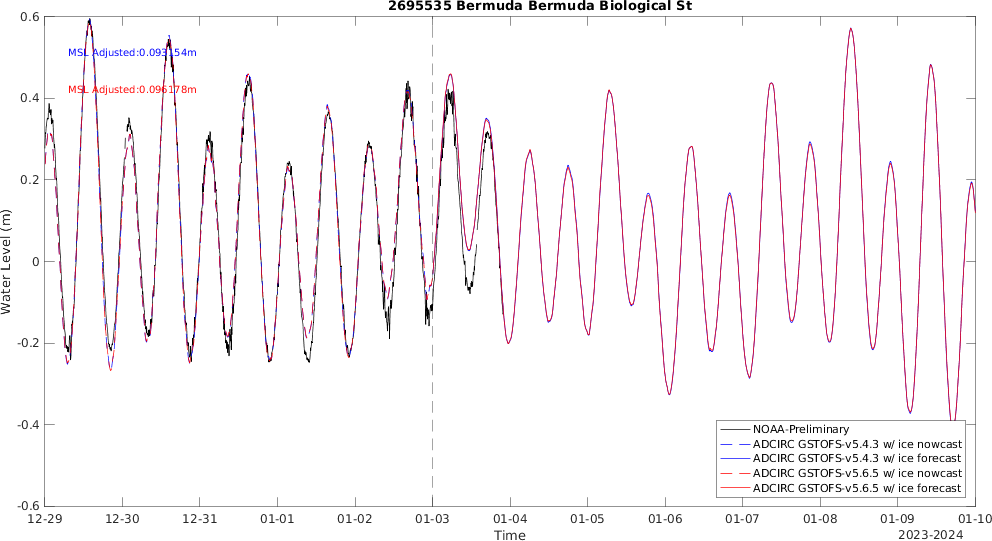 2695535 Bermuda Bermuda Biological St
MSL Adjusted:0.093154m
MSL Adjusted:0.096178m
Water Level (m)
0.6
0.4
0.2
0
-0.2
-0.4
-0.6
NOAA-Preliminary
ADCIRC GSTOFS-v5.4.3 w/ ice nowcast
ADCIRC GSTOFS-v5.4.3 w/ ice forecast
ADCIRC GSTOFS-v5.6.5 w/ ice nowcast
ADCIRC GSTOFS-v5.6.5 w/ ice forecast
12-29 12-30 12-31 01-01 01-02 01-03 01-04 01-05 01-06 01-07 01-08 01-09 01-10
Time
2023-2024